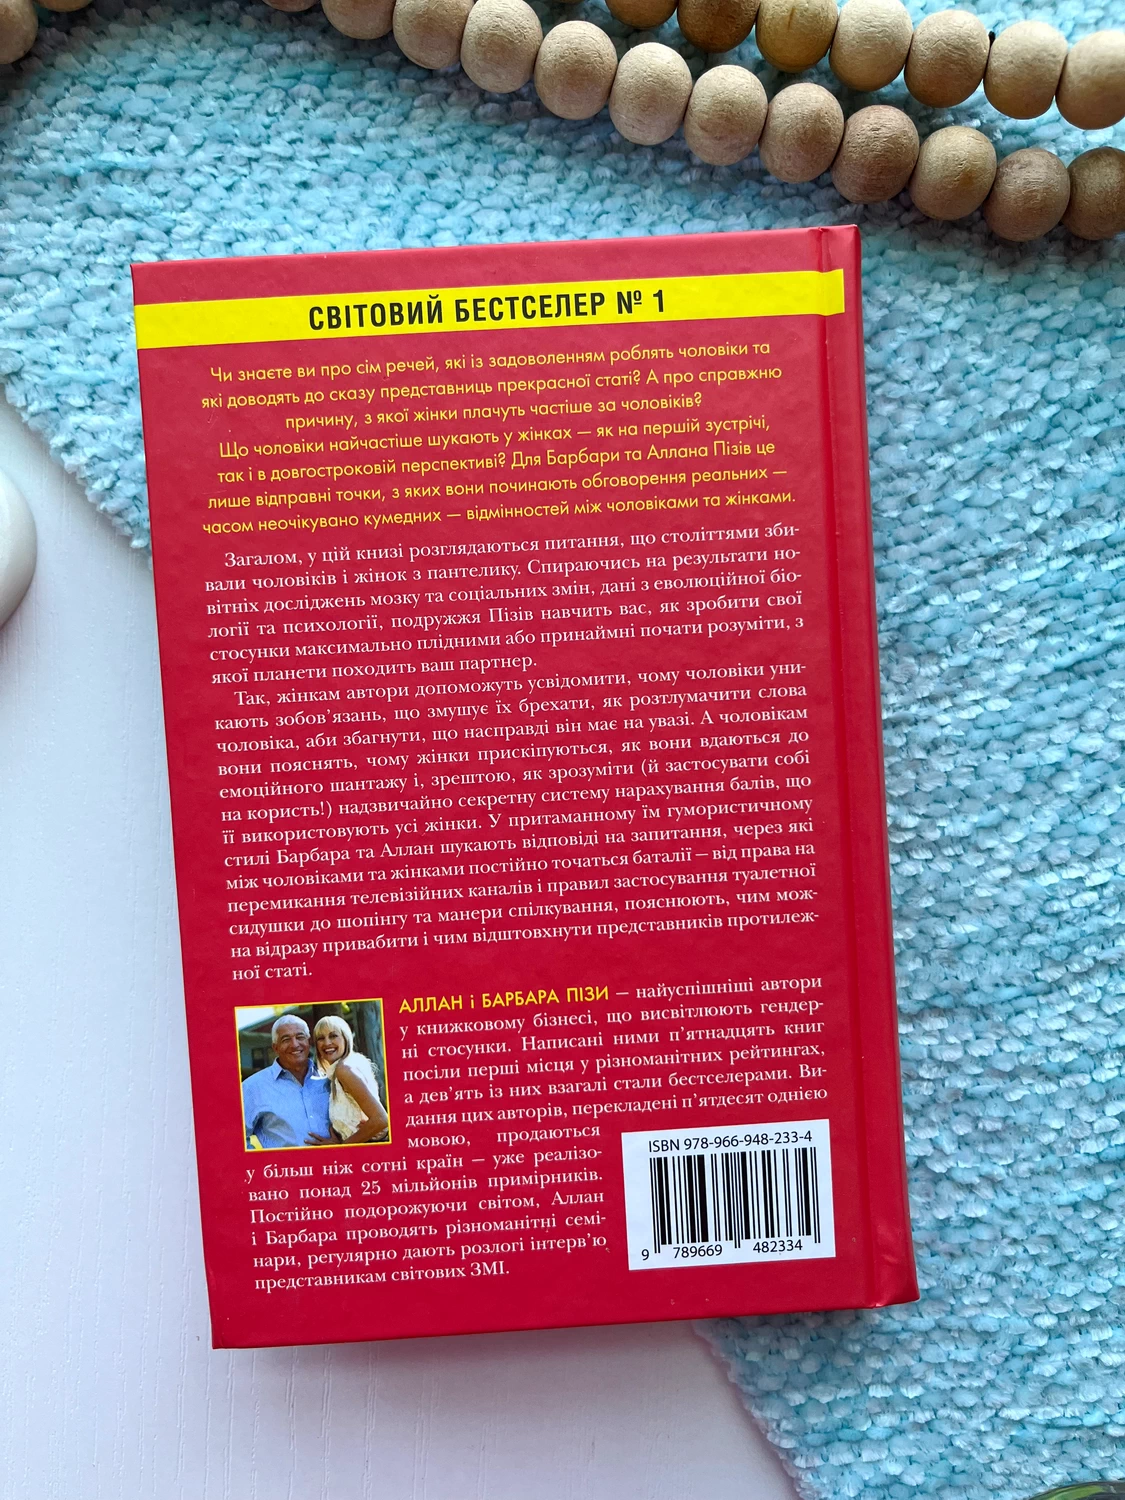 СВІТОВИЙ БЕСТСЕЛЕР № 1
Чи знаєте ви про сім речей, які із задоволенням роблять чоловіки та
які доводять до сказу представниць прекрасної статі? А про справжню
причину, з якої жінки плачуть частіше за чоловіків?
Що чоловіки найчастіше шукають у жінках — як на першій зустрічі,
так і в довгостроковій перспективі? Для Барбари та Аллана Пізів це
лише відправні точки, з яких вони починають обговорення реальних —
часом неочікувано кумедних — відмінностей між чоловіками та жінками.
Загалом, у цій книзі розглядаються питання, що століттями зби-
вали чоловіків і жінок з пантелику. Спираючись на результати но-
вітніх досліджень мозку та соціальних змін, дані з еволюційної біо-
логії та психології, подружжя Пізів навчить вас, як зробити свої
стосунки максимально плідними або принаймні почати розуміти, з
якої планети походить ваш партнер.
Так, жінкам автори допоможуть усвідомити, чому чоловіки уни-
кають зобов’язань, що змушує їх брехати, як розтлумачити слова
чоловіка, аби збагнути, що насправді він має на увазі. А чоловікам
вони пояснять, чому жінки прискіпуються, як вони вдаються до
емоційного шантажу і, зрештою, як зрозуміти (й застосувати собі
на користь!) надзвичайно секретну систему нарахування балів, що
її використовують усі жінки. У притаманному їм гумористичному
стилі Барбара та Аллан шукають відповіді на запитання, через які
між чоловіками та жінками постійно точаться баталії — від права на
перемикання телевізійних каналів і правил застосування туалетної
сидушки до шопінгу та манери спілкування, пояснюють, чим мож-
на відразу привабити і чим відштовхнути представників протилеж-
ної статі.
АЛЛАН і БАРБАРА ПІЗИ — найуспішніші автори
у книжковому бізнесі, що висвітлюють гендер-
ні стосунки. Написані ними п’ятнадцять книг
посіли перші місця у різноманітних рейтингах,
а дев’ять із них взагалі стали бестселерами. Ви-
дання цих авторів, перекладені п’ятдесят однією
мовою, продаються
у більш ніж сотні країн — уже реалізо-
вано понад 25 мільйонів примірників.
Постійно подорожуючи світом, Аллан
і Барбара проводять різноманітні семі-
нари, регулярно дають розлогі інтерв’ю
представникам світових ЗМІ.
ISBN 978-966-948-233-4
9 789669 482334